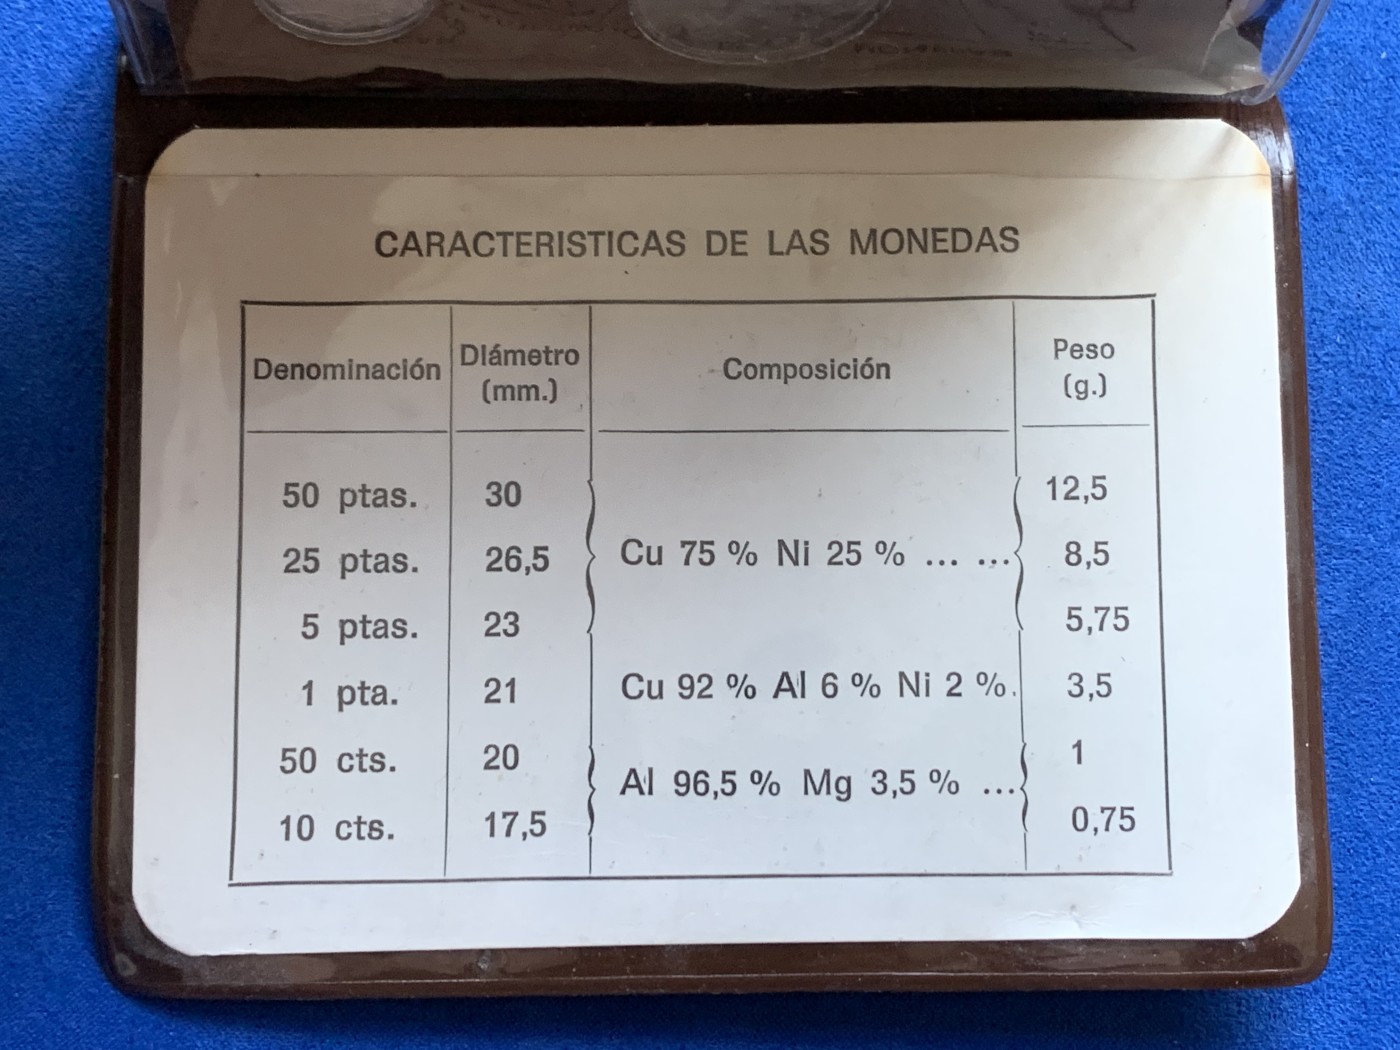 CARACTERISTICAS DE LAS MONEDAS
Denominación Diámetro (mm.) Composición Peso (g.)
50 ptas. 30 12,5
25 ptas. 26,5 Cu 75 % Ni 25 % ... ... 8,5
5 ptas. 23 5,75
1 pta. 21 Cu 92 % Al 6 % Ni 2 %. 3,5
50 cts. 20 1
Al 96,5 % Mg 3,5 % ...
10 cts. 17,5 0,75